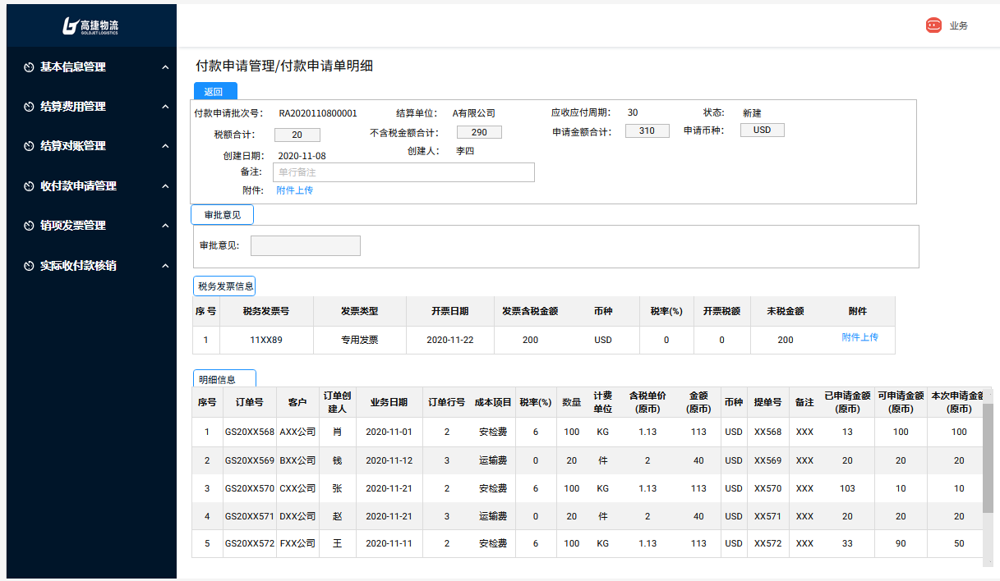 高捷物流
GOLDJET LOGISTICS
业务
基本信息管理
结算费用管理
结算对账管理
收付款申请管理
销项发票管理
实际收付款核销
付款申请管理/付款申请单明细
返回
付款申请批次号： RA2020110800001 结算单位： A有限公司 应收应付周期： 30 状态: 新建
税额合计： 20 不含税金额合计： 290 申请金额合计： 310 申请币种： USD
创建日期： 2020-11-08 创建人： 李四
备注: 单行备注
附件: 附件上传
审批意见
审批意见:
税务发票信息
序 号 税务发票号 发票类型 开票日期 发票含税金额 币种 税率(%) 开票税额 未税金额 附件
1 11XX89 专用发票 2020-11-22 200 USD 0 0 200 附件上传
明细信息
序号 订单号 客户 订单创建人 业务日期 订单行号 成本项目 税率(%) 数量 计费单位 含税单价(原币) 金额(原币) 币种 提单号 备注 已申请金额(原币) 可申请金额(原币) 本次申请金额(原币)
1 GS20XX568 AXX公司 肖 2020-11-01 2 安检费 6 100 KG 1.13 113 USD XX568 XXX 13 100 100
2 GS20XX569 BXX公司 钱 2020-11-12 3 运输费 0 20 件 2 40 USD XX569 XXX 20 20 20
3 GS20XX570 CXX公司 张 2020-11-21 2 安检费 6 100 KG 1.13 113 USD XX570 XXX 103 10 10
4 GS20XX571 DXX公司 赵 2020-11-21 3 运输费 0 20 件 2 40 USD XX571 XXX 20 20 20
5 GS20XX572 FXX公司 王 2020-11-11 2 安检费 6 100 KG 1.13 113 USD XX572 XXX 33 90 50